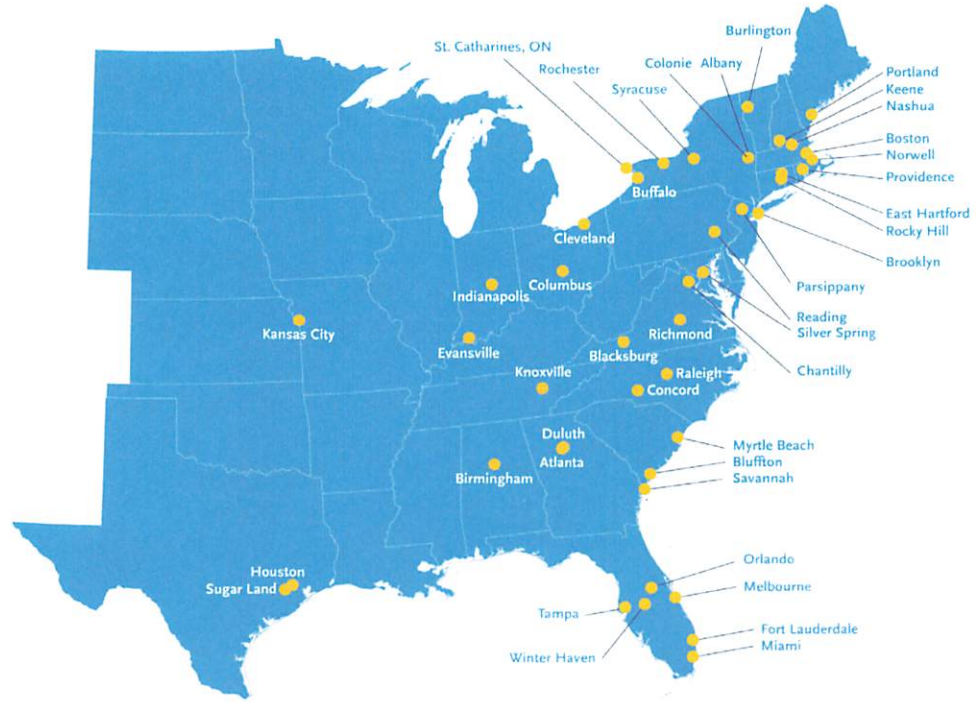 Burlington
St. Catharines, ON
Rochester
Colonie
Albany
Syracuse
Portland
Keene
Nashua
Boston
Norwell
Providence
Buffalo
East Hartford
Rocky Hill
Cleveland
Brooklyn
Columbus
Parsippany
Indianapolis
Reading
Kansas City
Richmond
Silver Spring
Evansville
Blacksburg
Knoxville
Raleigh
Chantilly
Concord
Duluth
Myrtle Beach
Atlanta
Bluffton
Birmingham
Savannah
Orlando
Houston
Sugar Land
Melbourne
Tampa
Fort Lauderdale
Winter Haven
Miami